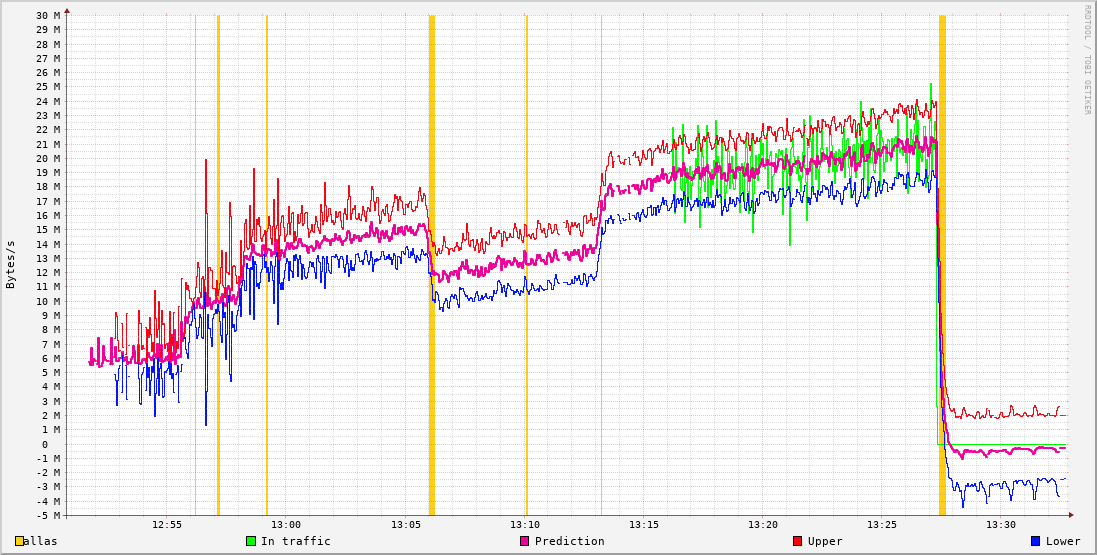 RRDTOOL / TOBI OETIKER
Bytes/s
30 M
29 M
28 M
27 M
26 M
25 M
24 M
23 M
22 M
21 M
20 M
19 M
18 M
17 M
16 M
15 M
14 M
13 M
12 M
11 M
10 M
9 M
8 M
7 M
6 M
5 M
4 M
3 M
2 M
1 M
0
-1 M
-2 M
-3 M
-4 M
-5 M
12:55 13:00 13:05 13:10 13:15 13:20 13:25 13:30
allas In traffic Prediction Upper Lower